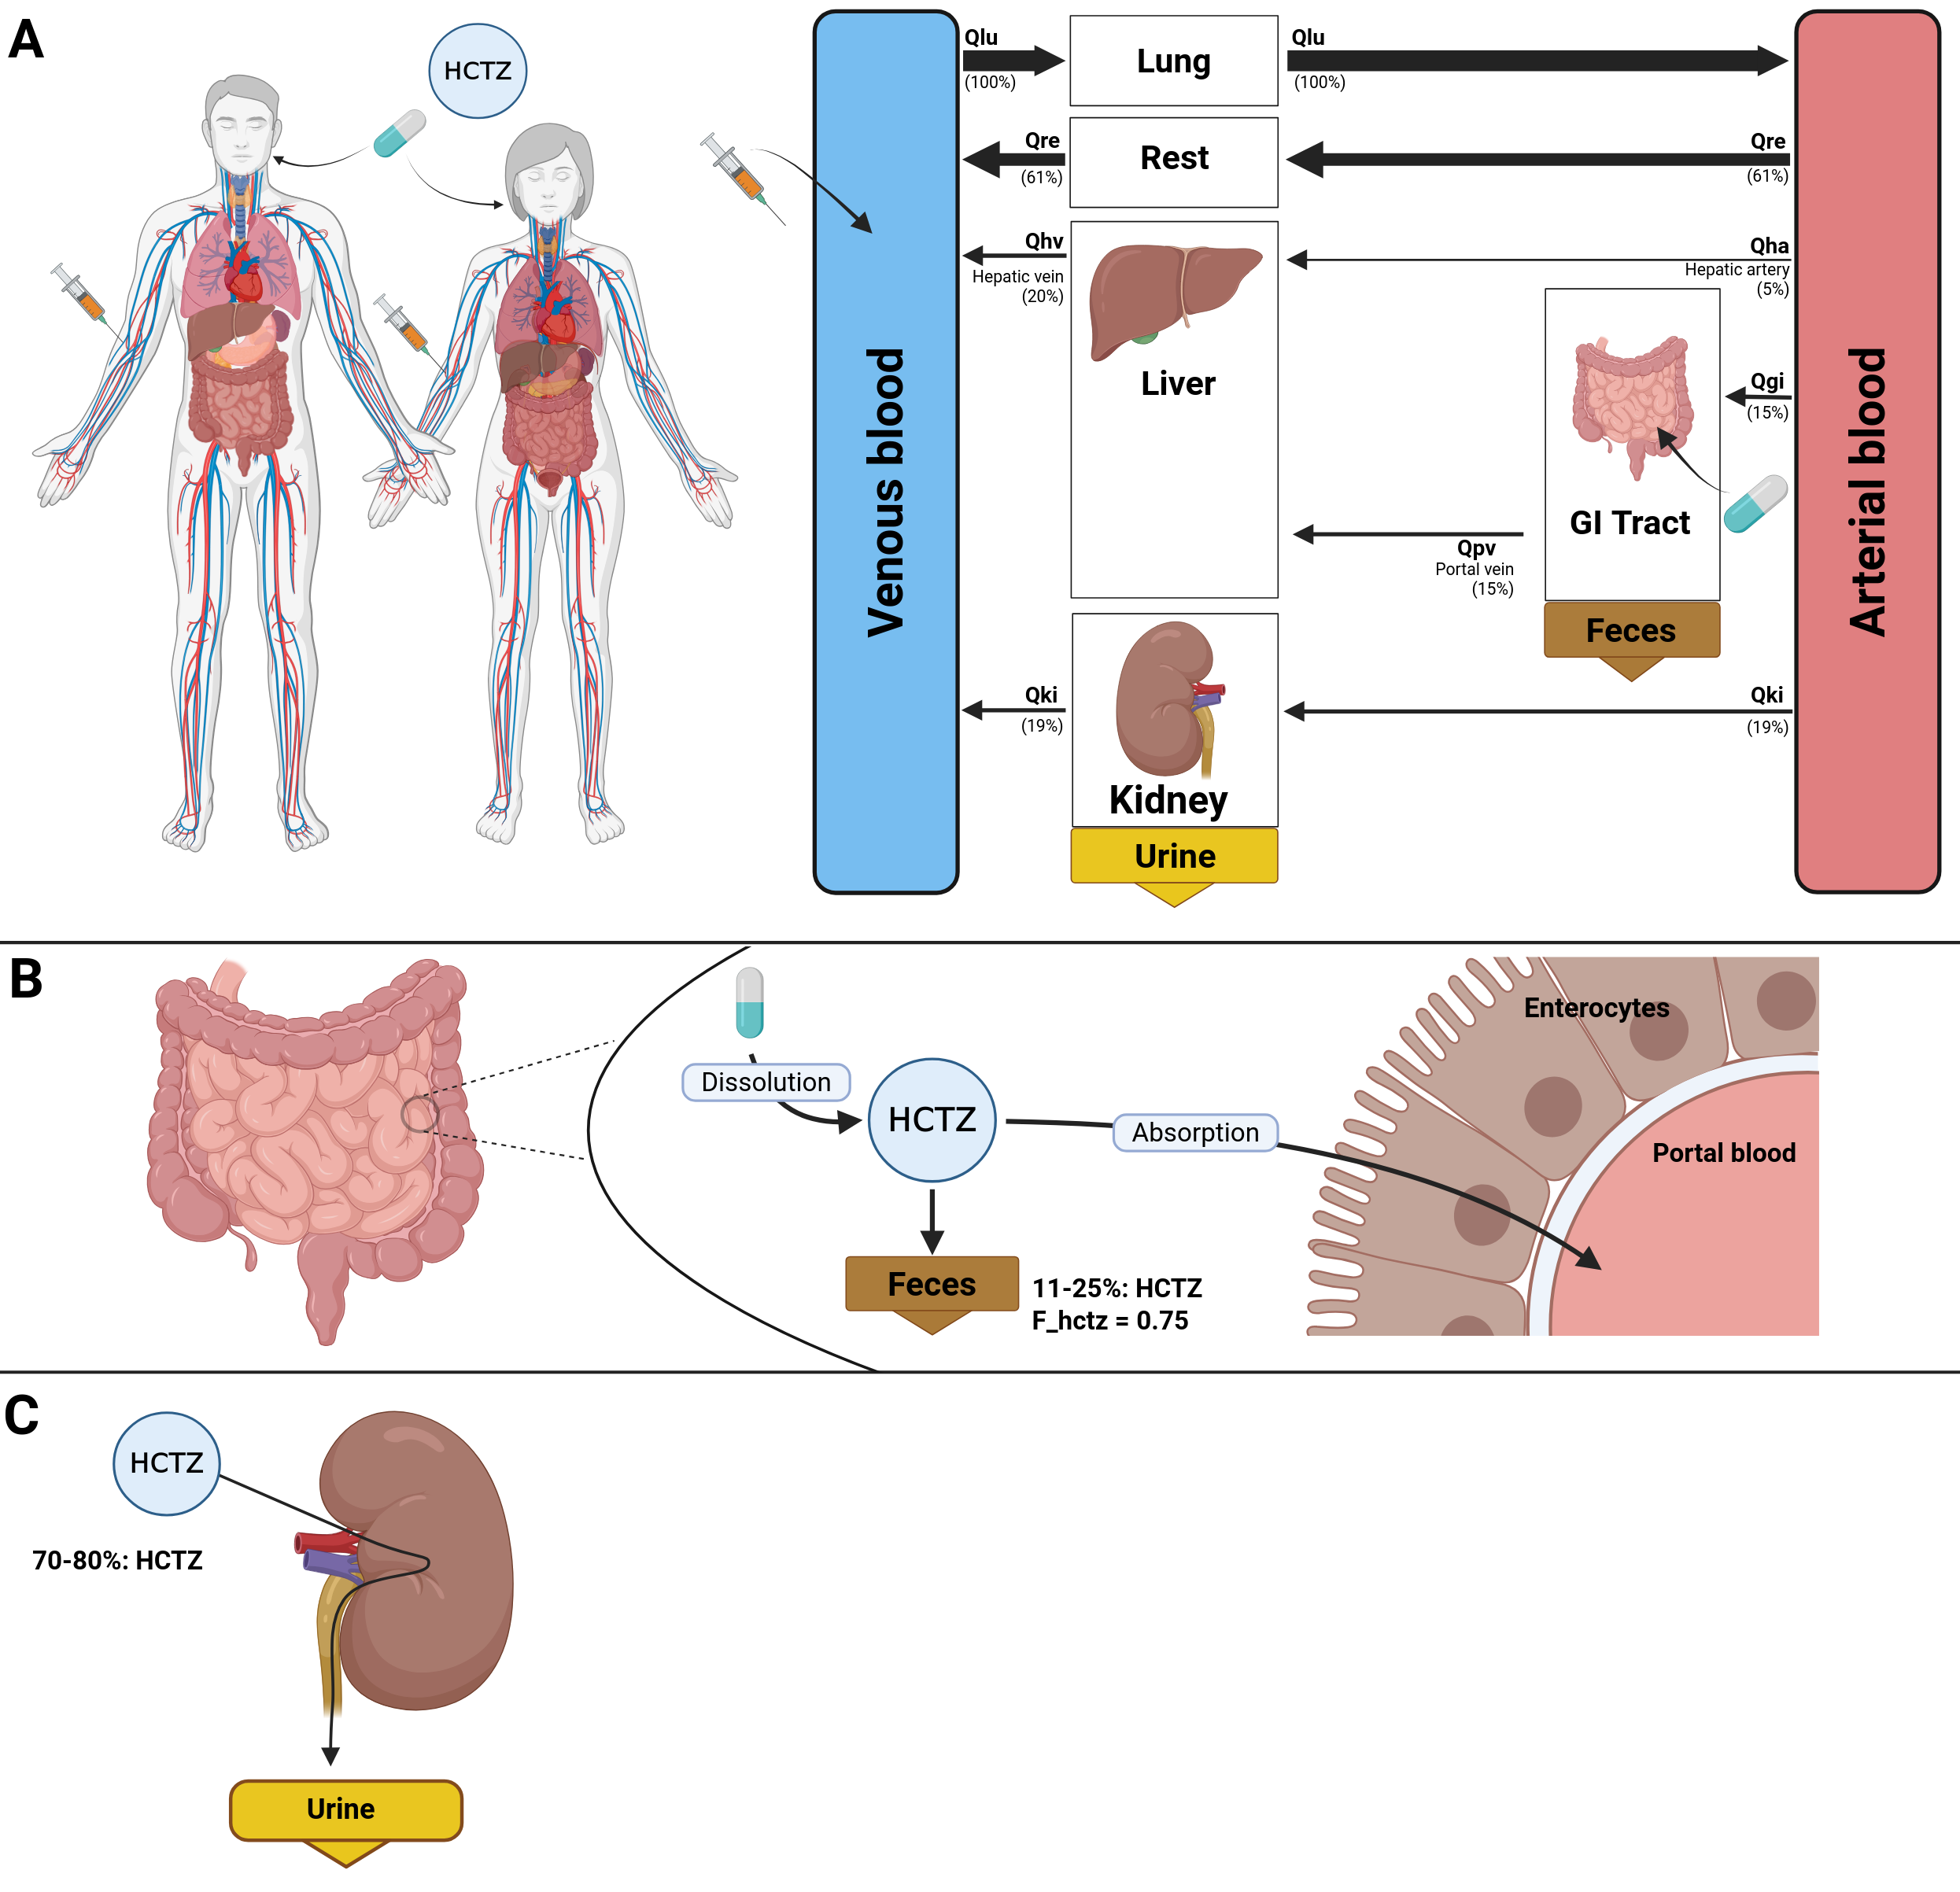 A
HCTZ
Venous blood
Qlu
(100%)
Lung
Qlu
(100%)
Qre
(61%)
Rest
Qre
(61%)
Qhv
Hepatic vein
(20%)
Liver
Qha
Hepatic artery
(5%)
Qgi
(15%)
GI Tract
Qpv
Portal vein
(15%)
Feces
Qki
(19%)
Kidney
Qki
(19%)
Urine
Arterial blood
B
Dissolution
HCTZ
Absorption
Enterocytes
Portal blood
Feces
11-25%: HCTZ
F_hctz = 0.75
C
HCTZ
70-80%: HCTZ
Urine